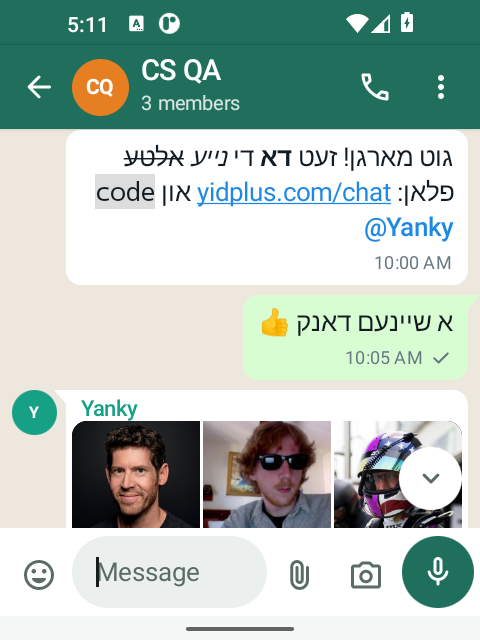 5:11
CQ
CS QA
3 members
גוט מארגן! זעט דא די נייע אלטע
פלאן: yidplus.com/chat און code
@Yanky
10:00 AM
א שיינעם דאנק 👍
10:05 AM
Y
Yanky
Message